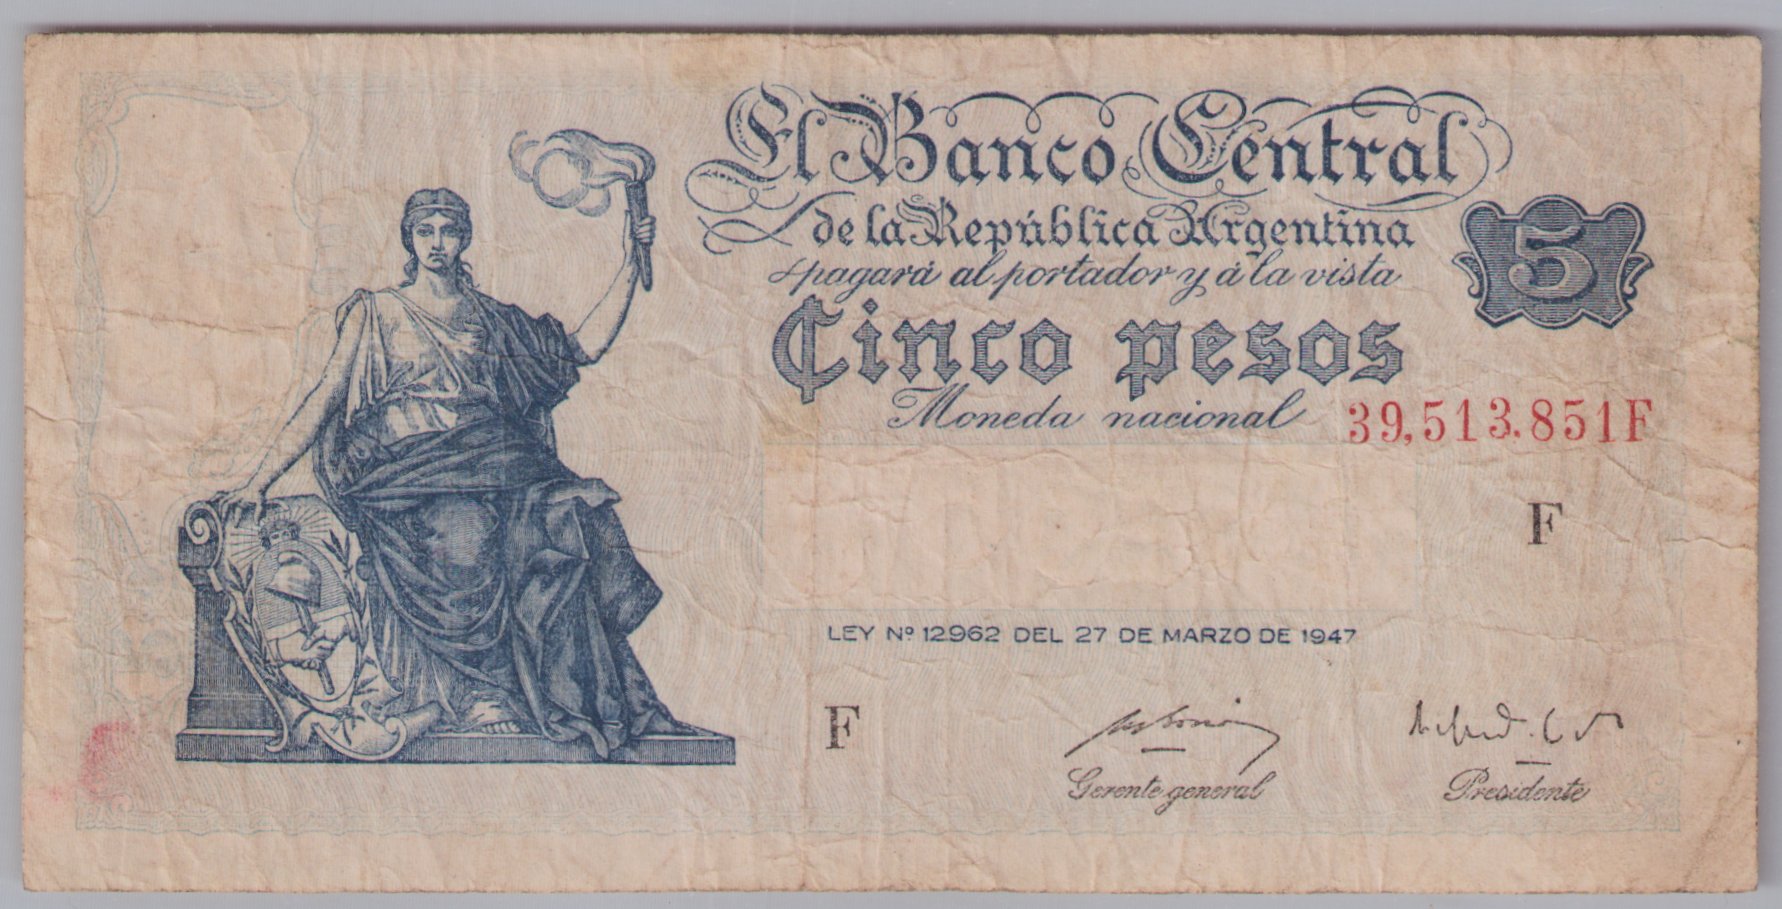 El Banco Central
de la República Argentina
pagará al portador y á la vista
5
Cinco pesos
Moneda nacional
39,513.851F
F
LEY Nº 12962 DEL 27 DE MARZO DE 1947
F
Gerente general
Presidente